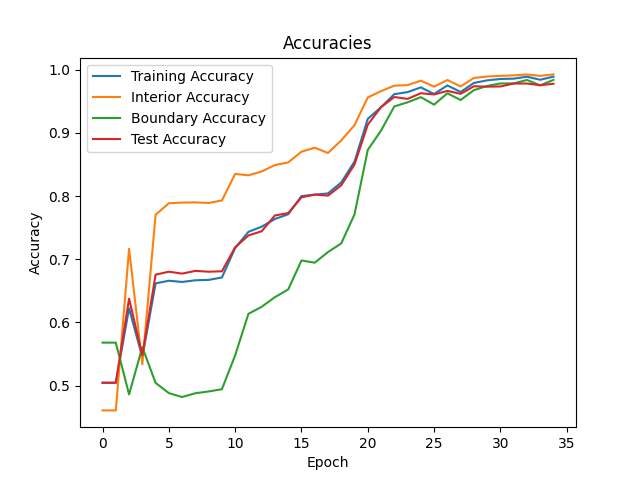 Accuracies
Training Accuracy
Interior Accuracy
Boundary Accuracy
Test Accuracy
Accuracy
1.0
0.9
0.8
0.7
0.6
0.5
0 5 10 15 20 25 30 35
Epoch